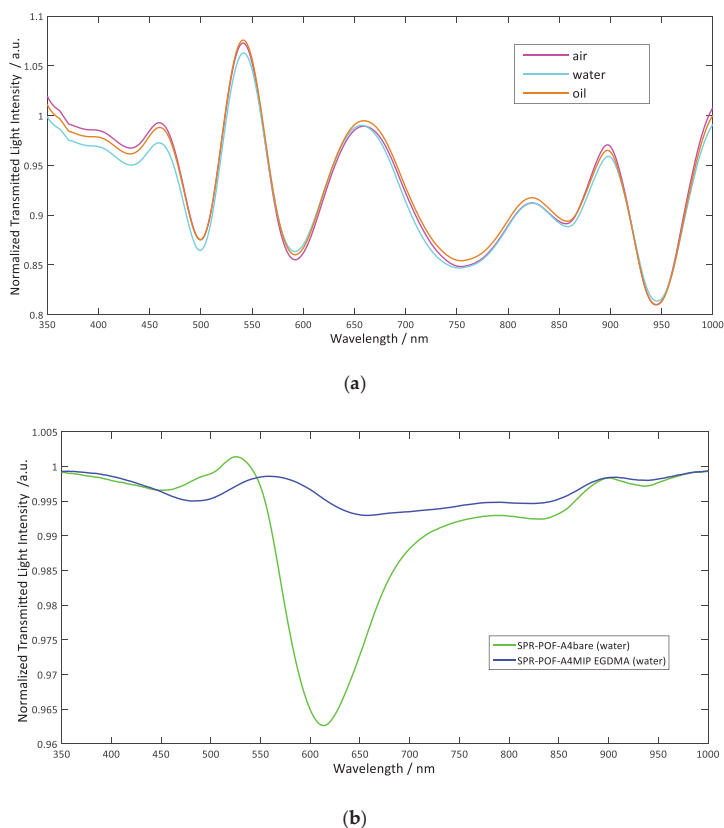 1.1
1.05
1
0.95
0.9
0.85
0.8
Normalized Transmitted Light Intensity / a.u.
air
water
oil
350 400 450 500 550 600 650 700 750 800 850 900 950 1000
Wavelength / nm
(a)
1.005
1
0.995
0.99
0.985
0.98
0.975
0.97
0.965
0.96
Normalized Transmitted Light Intensity /a.u.
SPR-POF-A4bare (water)
SPR-POF-A4MIP EGDMA (water)
350 400 450 500 550 600 650 700 750 800 850 900 950 1000
Wavelength / nm
(b)